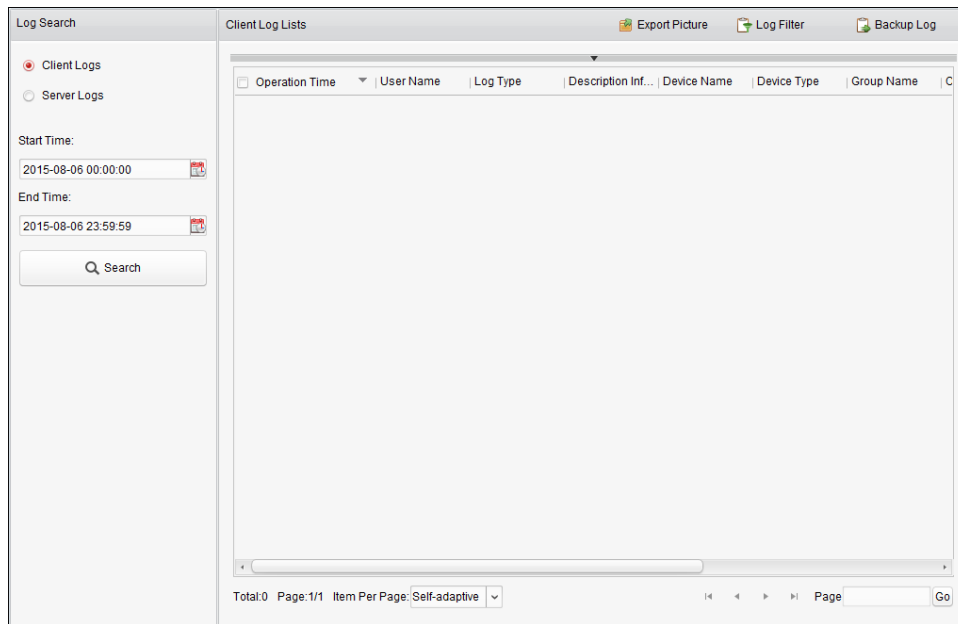 Log Search
Client Logs
Server Logs
Start Time:
2015-08-06 00:00:00
End Time:
2015-08-06 23:59:59
Search
Client Log Lists
Export Picture
Log Filter
Backup Log
Operation Time User Name Log Type Description Inf... Device Name Device Type Group Name C
Total:0 Page:1/1 Item Per Page: Self-adaptive Page Go